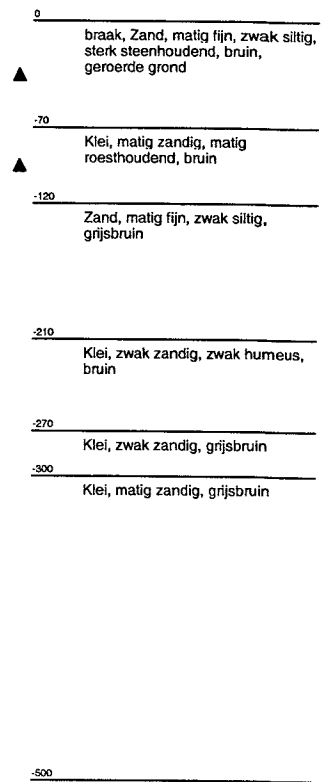 0
braak, Zand, matig fijn, zwak siltig,
sterk steenhoudend, bruin,
geroerde grond
-70
Klei, matig zandig, matig
roesthoudend, bruin
-120
Zand, matig fijn, zwak siltig,
grijsbruin
-210
Klei, zwak zandig, zwak humeus,
bruin
-270
Klei, zwak zandig, grijsbruin
-300
Klei, matig zandig, grijsbruin
-500